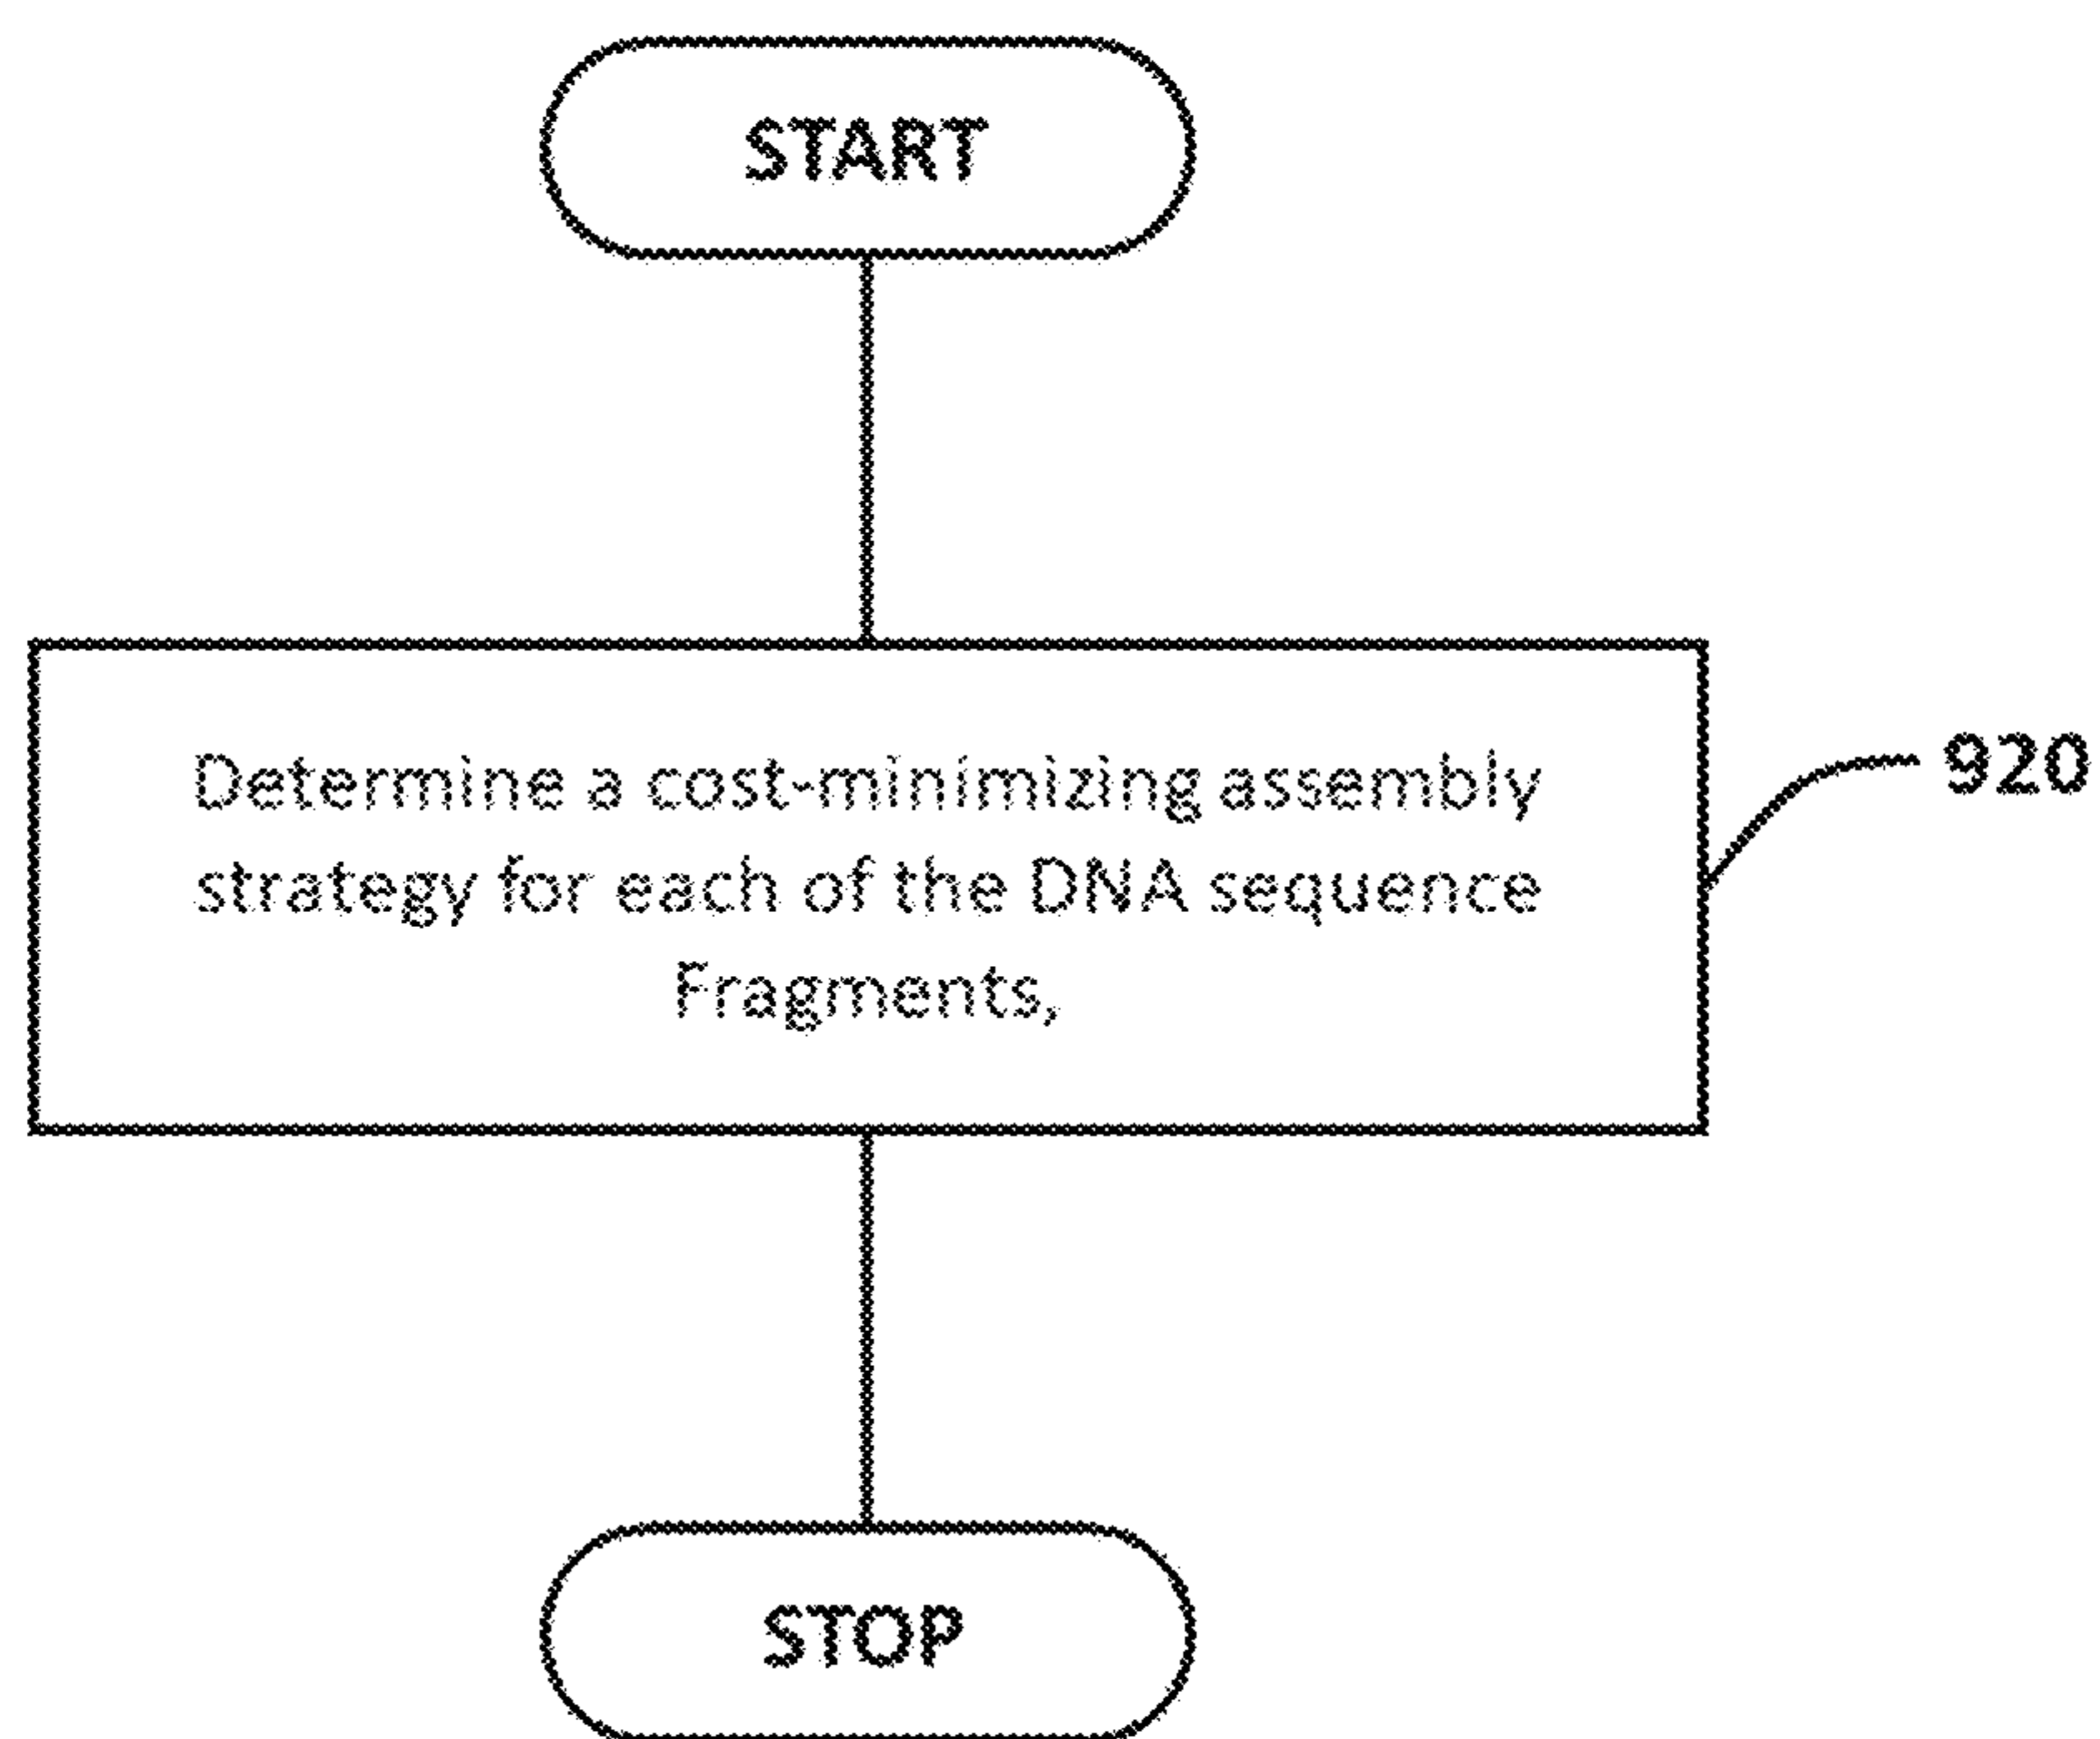 START
Determine a cost-minimizing assembly
strategy for each of the DNA sequence
Fragments,
920
STOP